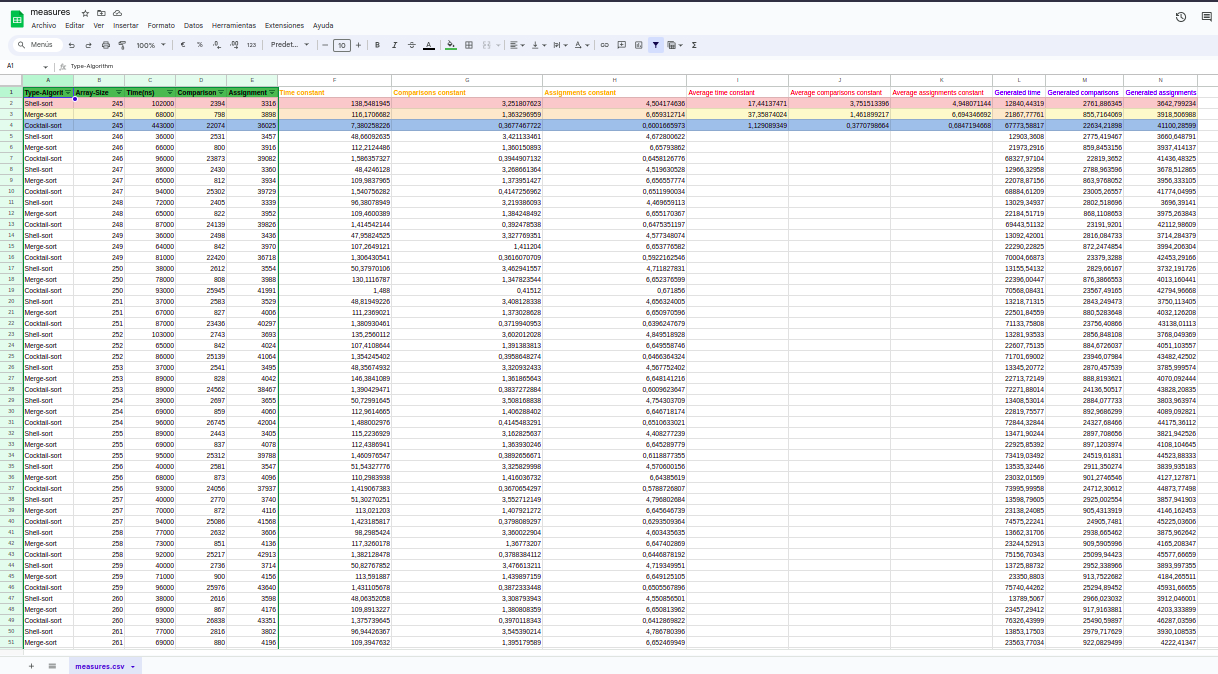 measures
Archivo Editar Ver Insertar Formato Datos Herramientas Extensiones Ayuda
Menús 100% € % .0 .00 123 Predet... 10 B I A
A1 fx Type-Algorithm
A B C D E F G H I J K L M N
1 Type-Algorit Array-Size Time(ns) Comparison Assignment Time constant Comparisons constant Assignments constant Average time constant Average comparisons constant Average assignments constant Generated time Generated comparisons Generated assignments
2 Shell-sort 245 102000 2394 3316 138,5481945 3,251807623 4,504174636 17,44137471 3,751513396 4,948071144 12840,44319 2761,886345 3642,799234
3 Merge-sort 245 68000 798 3898 116,1706682 1,363296959 6,659312714 37,35874024 1,461899217 6,694346692 21867,77761 855,7164069 3918,506988
4 Cocktail-sort 245 443000 22074 36025 7,380258226 0,3677467722 0,6001665973 1,129089349 0,3770798664 0,6847194668 67773,58817 22634,21898 41100,28599
5 Shell-sort 246 36000 2531 3457 48,66092635 3,421133461 4,672800622 12903,3608 2775,419467 3660,648791
6 Merge-sort 246 66000 800 3916 112,2124486 1,360150893 6,65793862 21973,2916 859,8453156 3937,414137
7 Cocktail-sort 246 96000 23873 39082 1,586357327 0,3944907132 0,6458126776 68327,97104 22819,3652 41436,48325
8 Shell-sort 247 36000 2430 3360 48,4246128 3,268661364 4,519630528 12966,32958 2788,963596 3678,512865
9 Merge-sort 247 65000 812 3934 109,9837965 1,373951427 6,656557774 22078,87156 863,9768052 3956,333105
10 Cocktail-sort 247 94000 25302 39729 1,540756282 0,4147256962 0,6511990034 68884,61209 23005,26557 41774,04995
11 Shell-sort 248 72000 2405 3339 96,38078949 3,219386093 4,469659113 13029,34937 2802,518696 3696,39141
12 Merge-sort 248 65000 822 3952 109,4600389 1,384248492 6,655170367 22184,51719 868,1108653 3975,263843
13 Cocktail-sort 248 87000 24139 39826 1,414542144 0,392478538 0,6475351197 69443,51132 23191,9201 42112,98609
14 Shell-sort 249 36000 2498 3436 47,95824525 3,327769351 4,577348074 13092,42001 2816,084733 3714,284379
15 Merge-sort 249 64000 842 3970 107,2649121 1,411204 6,653776582 22290,22825 872,2474854 3994,206304
16 Cocktail-sort 249 81000 22420 36718 1,306430541 0,3616070709 0,5922162546 70004,66873 23379,3288 42453,29166
17 Shell-sort 250 38000 2612 3554 50,37970106 3,462941557 4,711827831 13155,54132 2829,66167 3732,191726
18 Merge-sort 250 78000 808 3988 130,1116787 1,347823544 6,652376599 22396,00447 876,3866553 4013,160441
19 Cocktail-sort 250 93000 25945 41991 1,488 0,41512 0,671856 70568,08431 23567,49165 42794,96668
20 Shell-sort 251 37000 2583 3529 48,81949226 3,408128338 4,656324005 13218,71315 2843,249473 3750,113405
21 Merge-sort 251 67000 827 4006 111,2369021 1,373028628 6,650970596 22501,84559 880,5283648 4032,126208
22 Cocktail-sort 251 87000 23436 40297 1,380930461 0,3719940953 0,6396247679 71133,75808 23756,40866 43138,01113
23 Shell-sort 252 103000 2743 3693 135,2560112 3,602012028 4,849518928 13281,93533 2856,848108 3768,049369
24 Merge-sort 252 65000 842 4024 107,4108644 1,391383813 6,649558746 22607,75135 884,6726037 4051,103557
25 Cocktail-sort 252 86000 25139 41064 1,354245402 0,3958648274 0,6466364324 71701,69002 23946,07984 43482,42502
26 Shell-sort 253 37000 2541 3495 48,35674932 3,320932433 4,567752402 13345,20772 2870,457539 3785,999574
27 Merge-sort 253 89000 828 4042 146,3841089 1,361865643 6,648141216 22713,72149 888,8193621 4070,092444
28 Cocktail-sort 253 89000 24562 38467 1,390429471 0,3837272884 0,6009623647 72271,88014 24136,50517 43828,20835
29 Shell-sort 254 39000 2697 3655 50,72991645 3,508168838 4,754303709 13408,53014 2884,077733 3803,963974
30 Merge-sort 254 69000 859 4060 112,9614665 1,406288402 6,646718174 22819,75577 892,9686299 4089,092821
31 Cocktail-sort 254 96000 26745 42004 1,488002976 0,4145483291 0,6510633021 72844,32844 24327,68466 44175,36112
32 Shell-sort 255 89000 2443 3405 115,2236929 3,162825637 4,408277239 13471,90244 2897,708656 3821,942526
33 Merge-sort 255 69000 837 4078 112,4386941 1,363930246 6,645289779 22925,85392 897,1203974 4108,104645
34 Cocktail-sort 255 95000 25312 39788 1,460976547 0,3892656671 0,6118877355 73419,03492 24519,61831 44523,88333
35 Shell-sort 256 40000 2581 3547 51,54327776 3,325829998 4,570600156 13535,32446 2911,350274 3839,935183
36 Merge-sort 256 68000 873 4096 110,2983938 1,416036732 6,64385619 23032,01569 901,2746546 4127,127871
37 Cocktail-sort 256 93000 24056 37937 1,419067383 0,3670654297 0,5788726807 73995,99958 24712,30612 44873,77498
38 Shell-sort 257 40000 2770 3740 51,30270251 3,552712149 4,796802684 13598,79605 2925,002554 3857,941903
39 Merge-sort 257 70000 872 4116 113,021203 1,407921272 6,645646739 23138,24085 905,4313919 4146,162453
40 Cocktail-sort 257 94000 25086 41568 1,423185817 0,3798089297 0,6293509364 74575,22241 24905,7481 45225,03606
41 Shell-sort 258 77000 2632 3606 98,2985424 3,360022904 4,603435635 13662,31706 2938,665462 3875,962642
42 Merge-sort 258 73000 851 4136 117,3260178 1,36773207 6,647402869 23244,52913 909,5905996 4165,208347
43 Cocktail-sort 258 92000 25217 42913 1,382128478 0,3788384112 0,6446878192 75156,70343 25099,94423 45577,66659
44 Shell-sort 259 40000 2736 3714 50,82767852 3,476613211 4,719349951 13725,88732 2952,338966 3893,997355
45 Merge-sort 259 71000 900 4156 113,591887 1,439897159 6,649125105 23350,8803 913,7522682 4184,265511
46 Cocktail-sort 259 96000 25976 43640 1,431105678 0,3872333448 0,6505567896 75740,44262 25294,89452 45931,66655
47 Shell-sort 260 38000 2616 3598 48,06352058 3,308793943 4,550856501 13789,5067 2966,023032 3912,046001
48 Merge-sort 260 69000 867 4176 109,8913227 1,380808359 6,650813962 23457,29412 917,9163881 4203,333899
49 Cocktail-sort 260 93000 26838 43351 1,375739645 0,3970118343 0,6412869822 76326,43999 25490,59897 46287,03596
50 Shell-sort 261 77000 2816 3802 96,94426367 3,545390214 4,786780396 13853,17503 2979,717629 3930,108535
51 Merge-sort 261 69000 880 4196 109,3947632 1,395179589 6,652469949 23563,77034 922,0829499 4222,41347
measures.csv